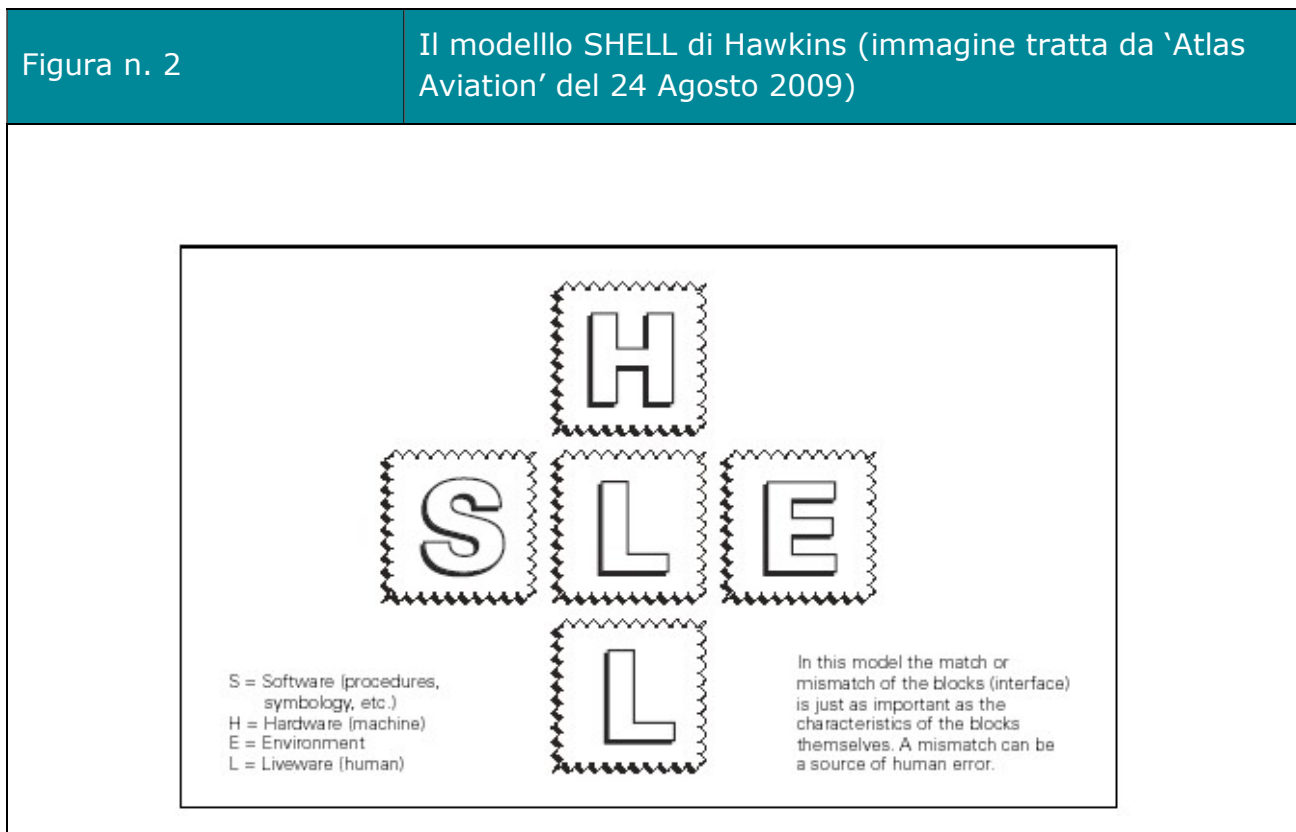 Figura n. 2
Il modelllo SHELL di Hawkins (immagine tratta da ‘Atlas
Aviation’ del 24 Agosto 2009)
H
S L E
L
S = Software (procedures,
symbology, etc.)
H = Hardware (machine)
E = Environment
L = Liveware (human)
In this model the match or
mismatch of the blocks (interface)
is just as important as the
characteristics of the blocks
themselves. A mismatch can be
a source of human error.